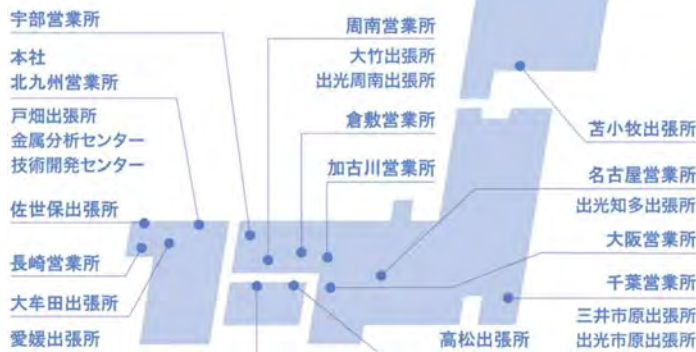 宇部営業所
本社
北九州営業所
戸畑出張所
金属分析センター
技術開発センター
佐世保出張所
長崎営業所
大牟田出張所
愛媛出張所
周南営業所
大竹出張所
出光周南出張所
倉敷営業所
加古川営業所
苫小牧出張所
名古屋営業所
出光知多出張所
大阪営業所
千葉営業所
三井市原出張所
出光市原出張所
高松出張所